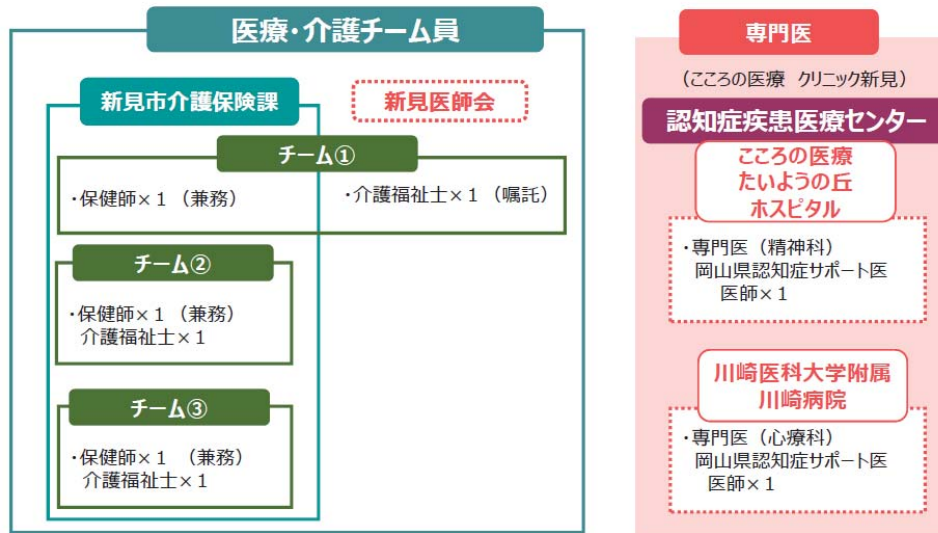 医療・介護チーム員
新見市介護保険課
新見医師会
チーム①
・保健師×1 （兼務）
・介護福祉士×1 （嘱託）
チーム②
・保健師×1 （兼務）
介護福祉士×1
チーム③
・保健師×1 （兼務）
介護福祉士×1
専門医
（こころの医療 クリニック新見）
認知症疾患医療センター
こころの医療
たいようの丘
ホスピタル
・専門医（精神科）
岡山県認知症サポート医
医師×1
川崎医科大学附属
川崎病院
・専門医（心療科）
岡山県認知症サポート医
医師×1